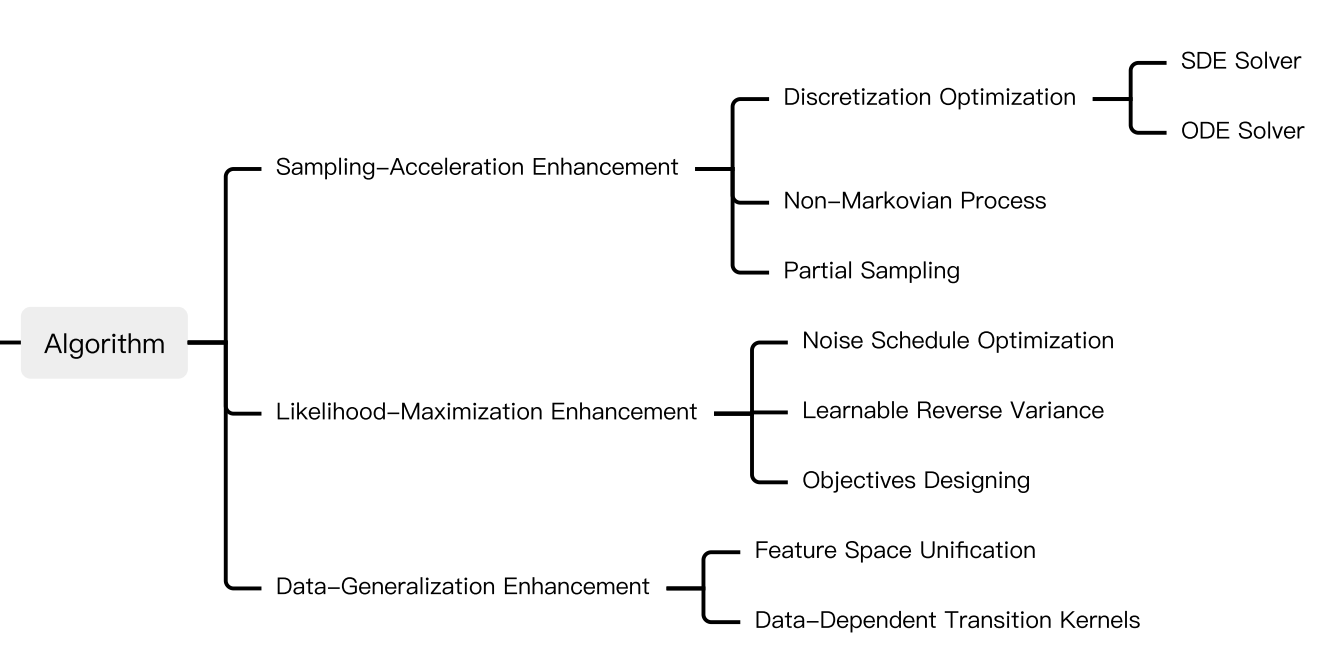 SDE Solver
Discretization Optimization
ODE Solver
Sampling–Acceleration Enhancement
Non–Markovian Process
Partial Sampling
Algorithm
Noise Schedule Optimization
Likelihood–Maximization Enhancement
Learnable Reverse Variance
Objectives Designing
Feature Space Unification
Data–Generalization Enhancement
Data–Dependent Transition Kernels